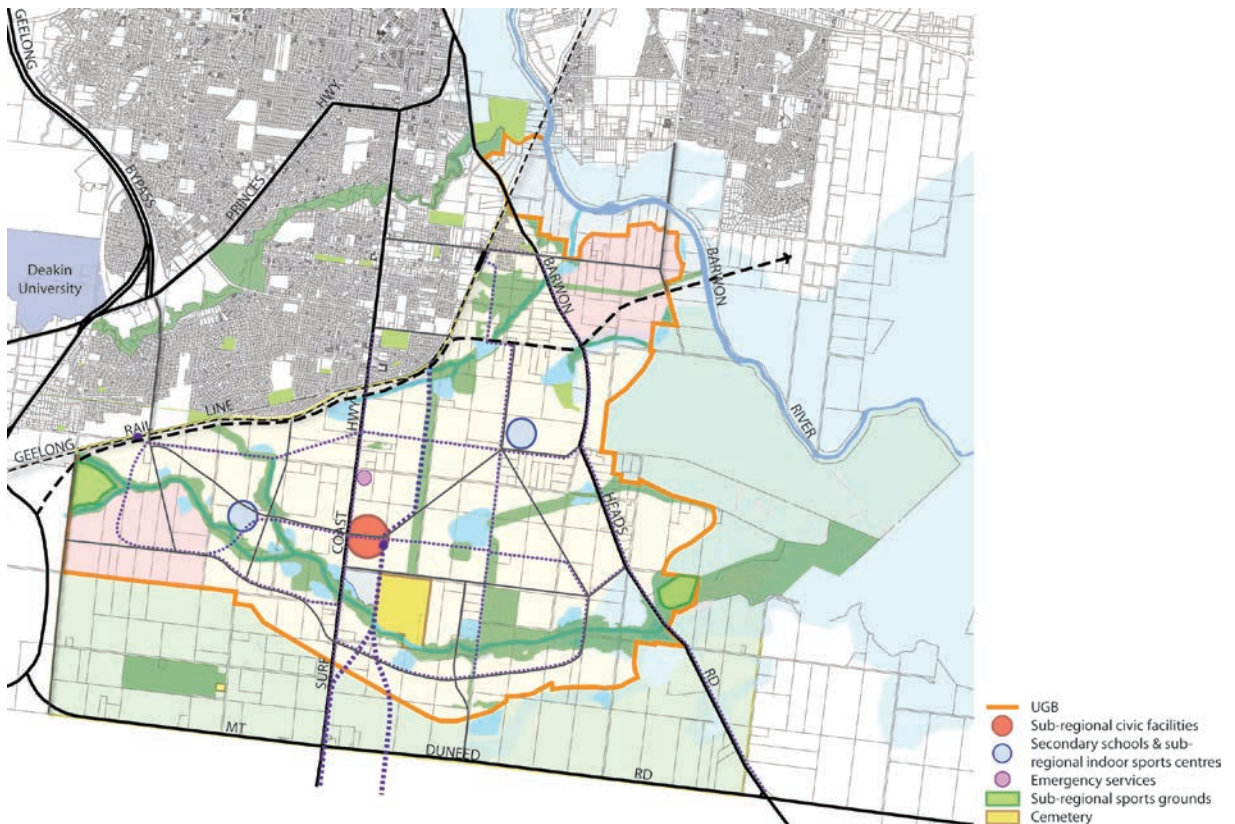 GEELONG
BYPASS
PRINCES
HWY
Deakin
University
BARWON
BARWON
RIVER
GEELONG
RAIL
LINE
HWY
COAST
SURF
HEADS
RD
MT
DUNEED
RD
UGB
Sub-regional civic facilities
Secondary schools & sub-
regional indoor sports centres
Emergency services
Sub-regional sports grounds
Cemetery